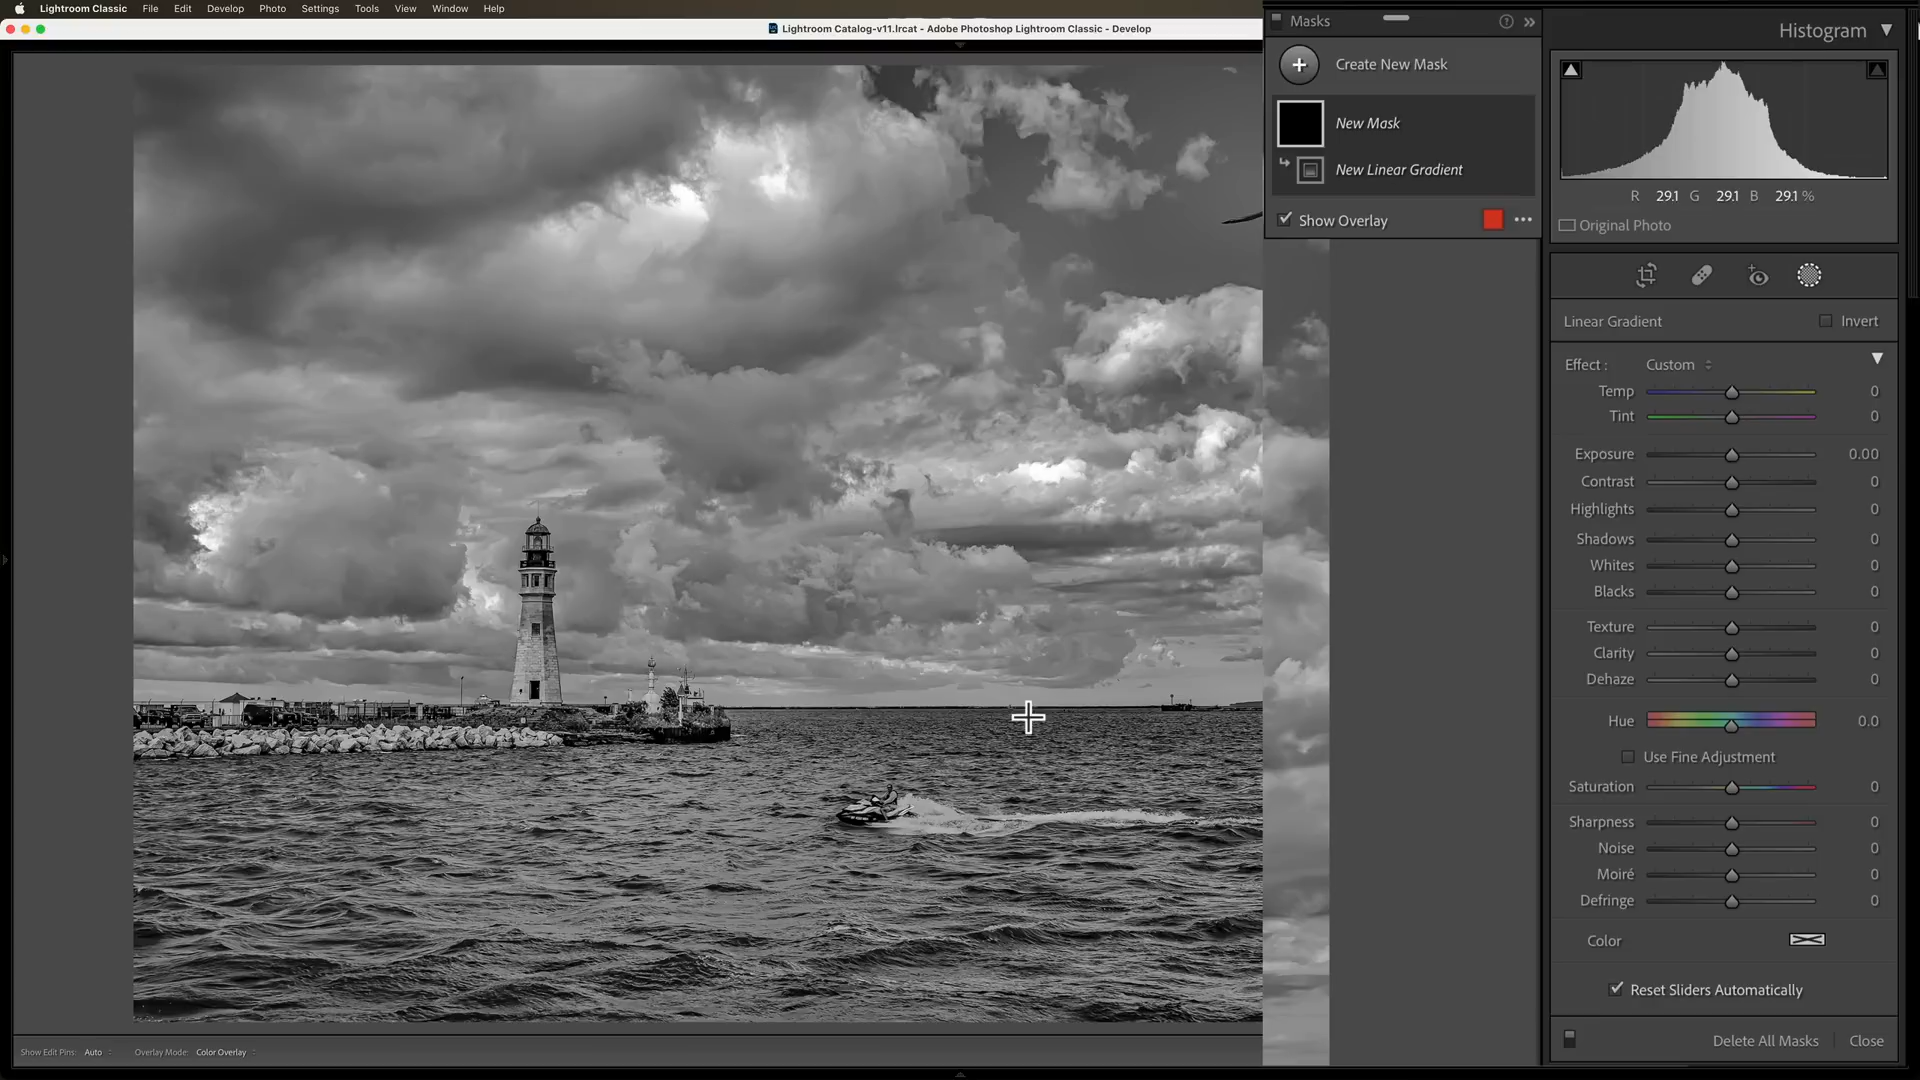 Lightroom Classic File Edit Develop Photo Settings Tools View Window Help
Lightroom Catalog-v11.lrcat - Adobe Photoshop Lightroom Classic - Develop
Masks
Create New Mask
New Mask
New Linear Gradient
Show Overlay
Histogram
R 29.1 G 29.1 B 29.1 %
Original Photo
Linear Gradient Invert
Effect : Custom
Temp 0
Tint 0
Exposure 0.00
Contrast 0
Highlights 0
Shadows 0
Whites 0
Blacks 0
Texture 0
Clarity 0
Dehaze 0
Hue 0.0
Use Fine Adjustment
Saturation 0
Sharpness 0
Noise 0
Moiré 0
Defringe 0
Color
Reset Sliders Automatically
Delete All Masks Close
Show Edit Pins: Auto Overlay Mode: Color Overlay